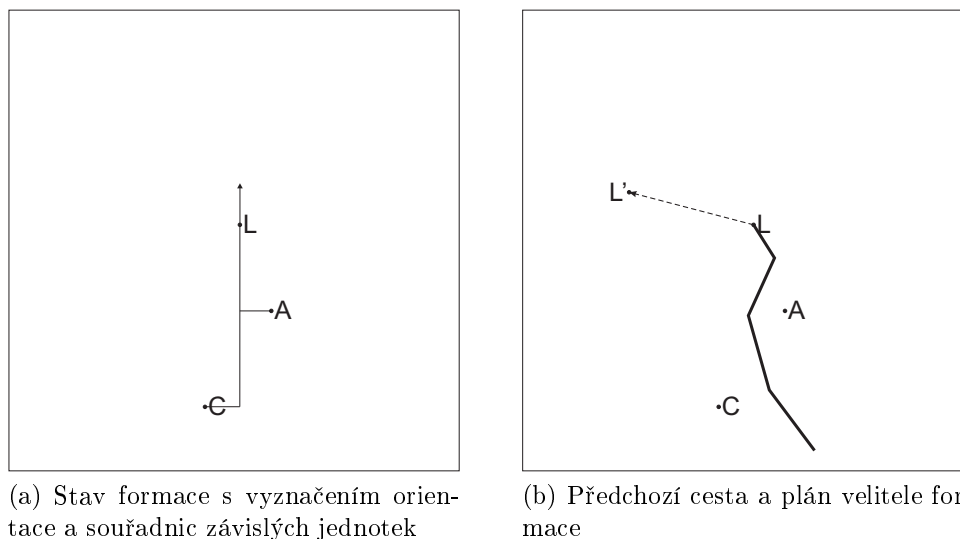 L
A
C
L'
L
A
C
(a) Stav formace s vyznačením orien-
tace a souřadnic závislých jednotek
(b) Předchozí cesta a plán velitele for-
mace